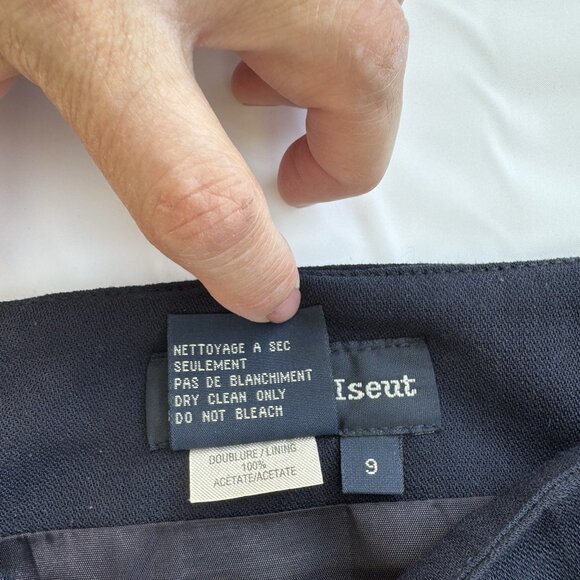 NETTOYAGE A SEC
SEULEMENT
PAS DE BLANCHIMENT
DRY CLEAN ONLY
DO NOT BLEACH
Iseut
DOUBLURE / LINING
100%
ACETATE/ACETATE
9